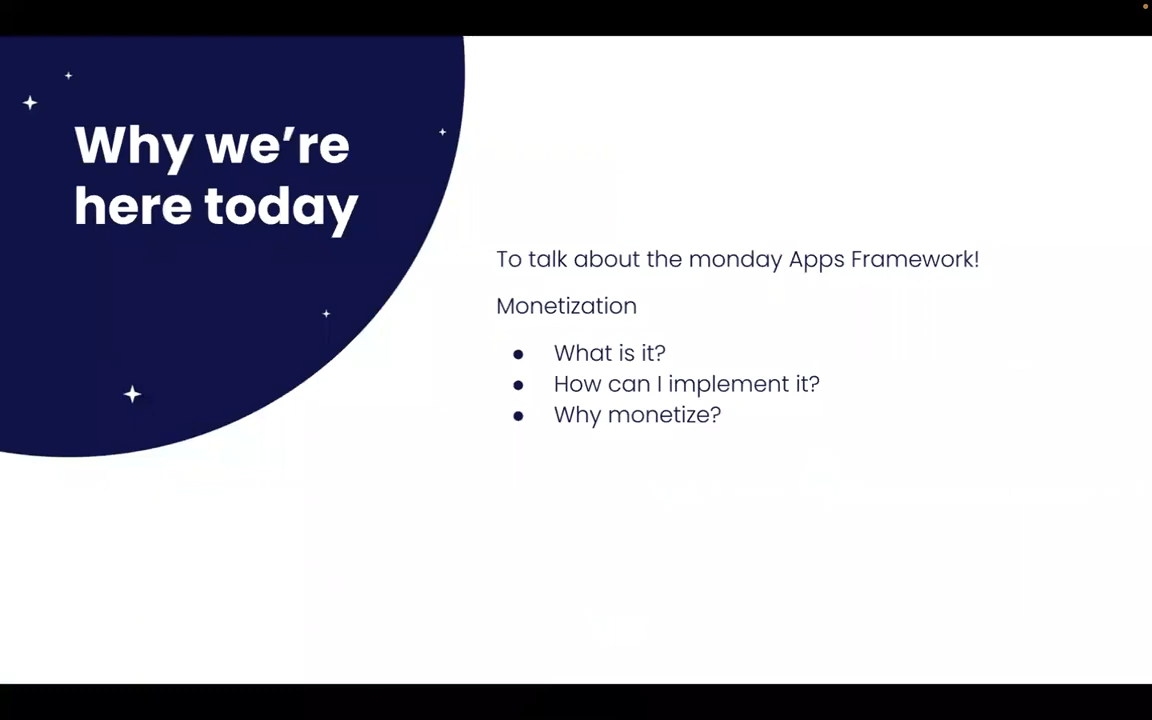 Why we're
here today
To talk about the monday Apps Framework!
Monetization
● What is it?
● How can I implement it?
● Why monetize?